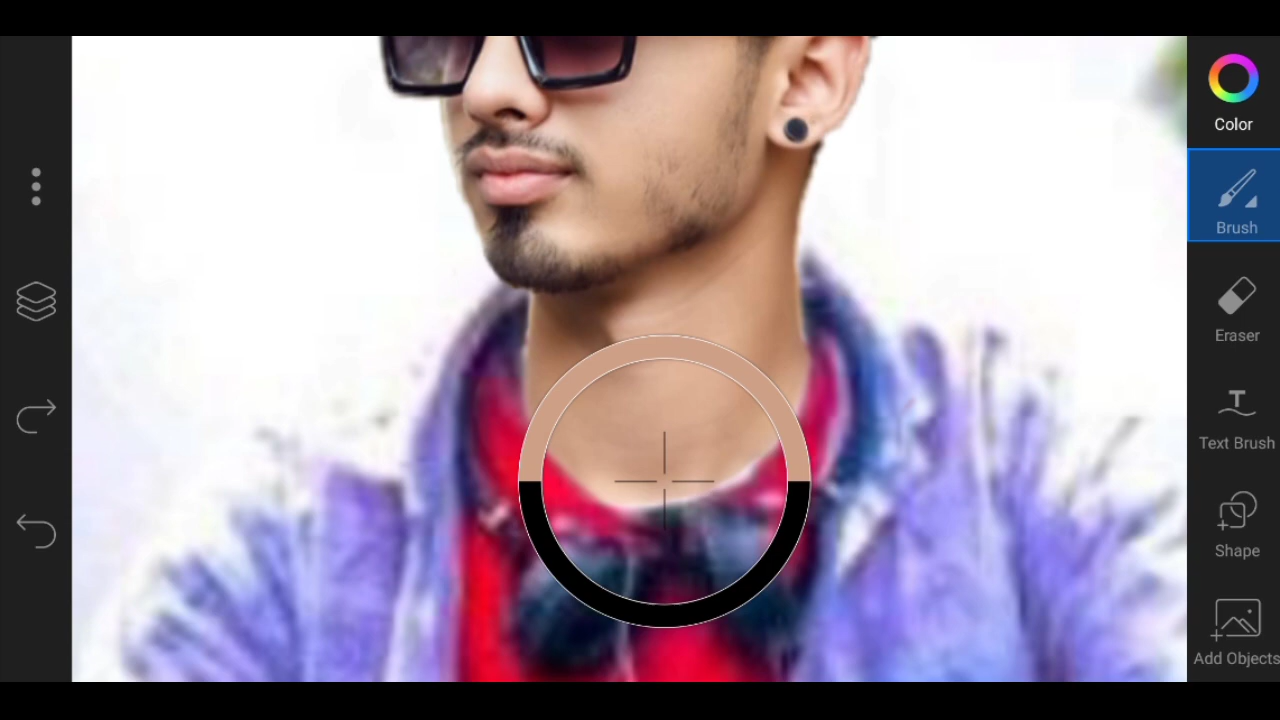 Color
Brush
Eraser
Text Brush
Shape
Add Objects